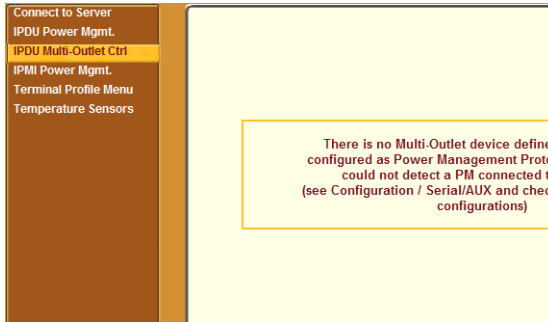 Connect to Server
IPDU Power Mgmt.
IPDU Multi-Outlet Ctrl
IPMI Power Mgmt.
Terminal Profile Menu
Temperature Sensors
There is no Multi-Outlet device define
configured as Power Management Prot
could not detect a PM connected t
(see Configuration / Serial/AUX and chec
configurations)